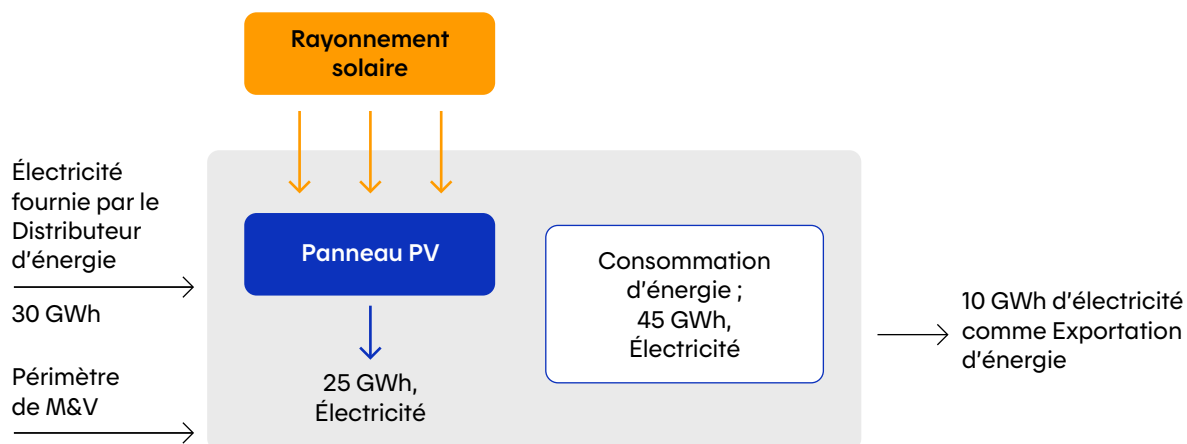 Rayonnement
solaire
Électricité
fournie par le
Distributeur
d'énergie
30 GWh
Périmètre
de M&V
Panneau PV
25 GWh,
Électricité
Consommation
d'énergie ;
45 GWh,
Électricité
10 GWh d'électricité
comme Exportation
d'énergie